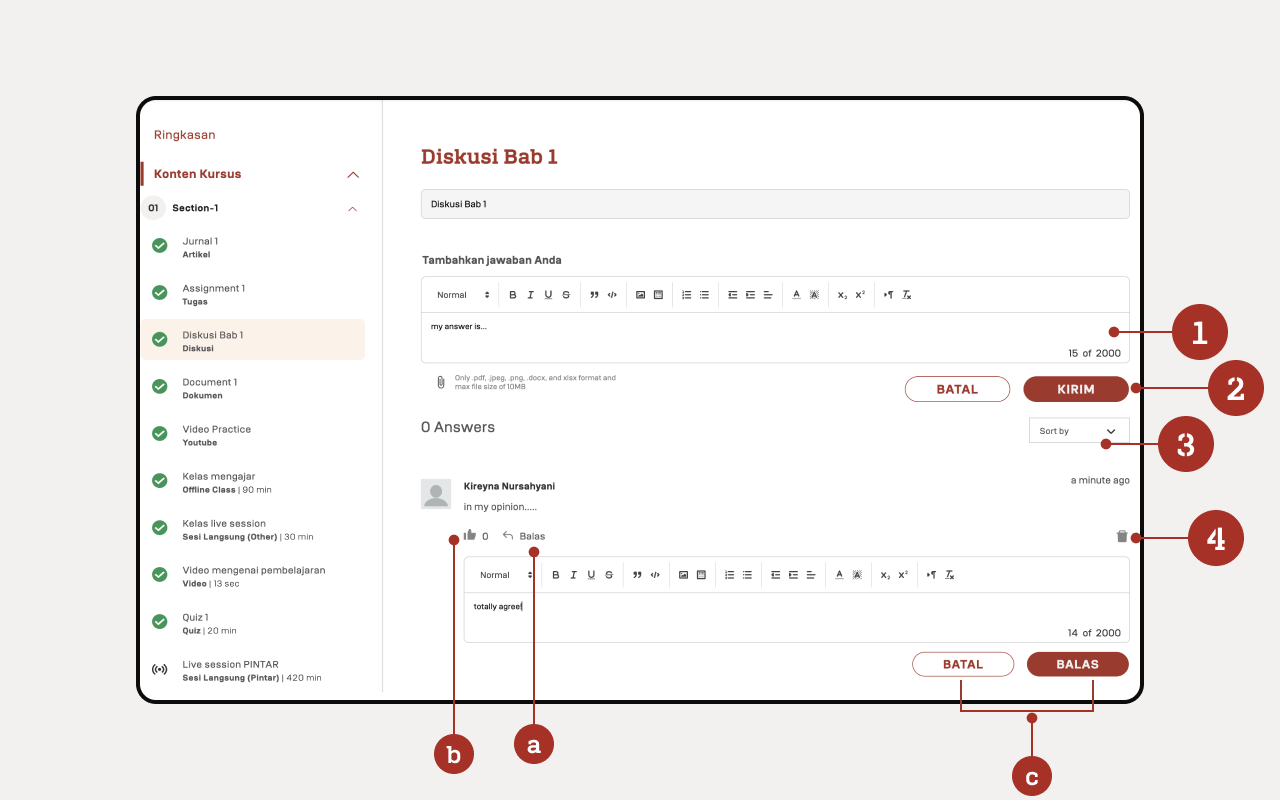 Ringkasan
Konten Kursus
01 Section-1
Jurnal 1
Artikel
Assignment 1
Tugas
Diskusi Bab 1
Diskusi
Document 1
Dokumen
Video Practice
Youtube
Kelas mengajar
Offline Class | 90 min
Kelas live session
Sesi Langsung (Other) | 30 min
Video mengenai pembelajaran
Video | 13 sec
Quiz 1
Quiz | 20 min
Live session PINTAR
Sesi Langsung (Pintar) | 420 min
Diskusi Bab 1
Diskusi Bab 1
Tambahkan jawaban Anda
Normal B I U S
my answer is...
15 of 2000
1
Only .pdf, .jpeg, .png, .docx, and xlsx format and
max file size of 10MB
BATAL KIRIM
2
0 Answers
Sort by
3
Kireyna Nursahyani
a minute ago
in my opinion.....
0 Balas
4
Normal B I U S
totally agree!
14 of 2000
BATAL BALAS
b a c